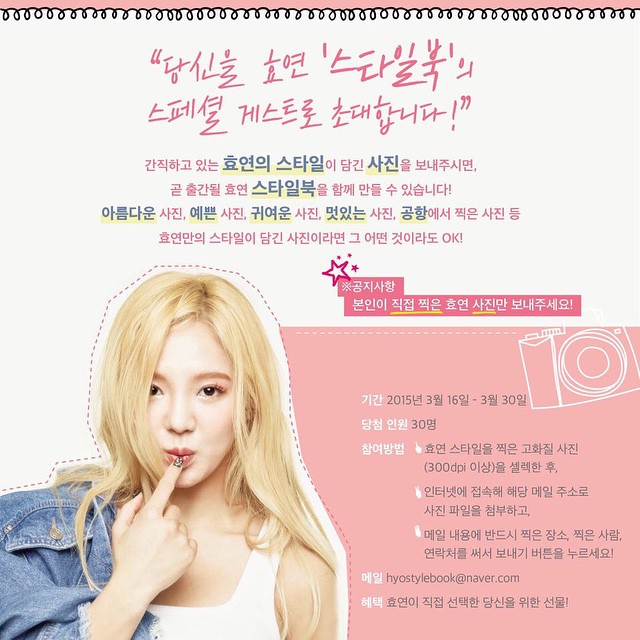 “당신을 효연 '스타일북'의
스페셜 게스트로 초대합니다!”
간직하고 있는 효연의 스타일이 담긴 사진을 보내주시면,
곧 출간될 효연 스타일북을 함께 만들 수 있습니다!
아름다운 사진, 예쁜 사진, 귀여운 사진, 멋있는 사진, 공항에서 찍은 사진 등
효연만의 스타일이 담긴 사진이라면 그 어떤 것이라도 OK!
※공지사항
본인이 직접 찍은 효연 사진만 보내주세요!
기간 2015년 3월 16일 - 3월 30일
당첨 인원 30명
참여방법 효연 스타일을 찍은 고화질 사진
(300dpi 이상)을 셀렉한 후,
인터넷에 접속해 해당 메일 주소로
사진 파일을 첨부하고,
메일 내용에 반드시 찍은 장소, 찍은 사람,
연락처를 써서 보내기 버튼을 누르세요!
메일 hyostylebook@naver.com
혜택 효연이 직접 선택한 당신을 위한 선물!